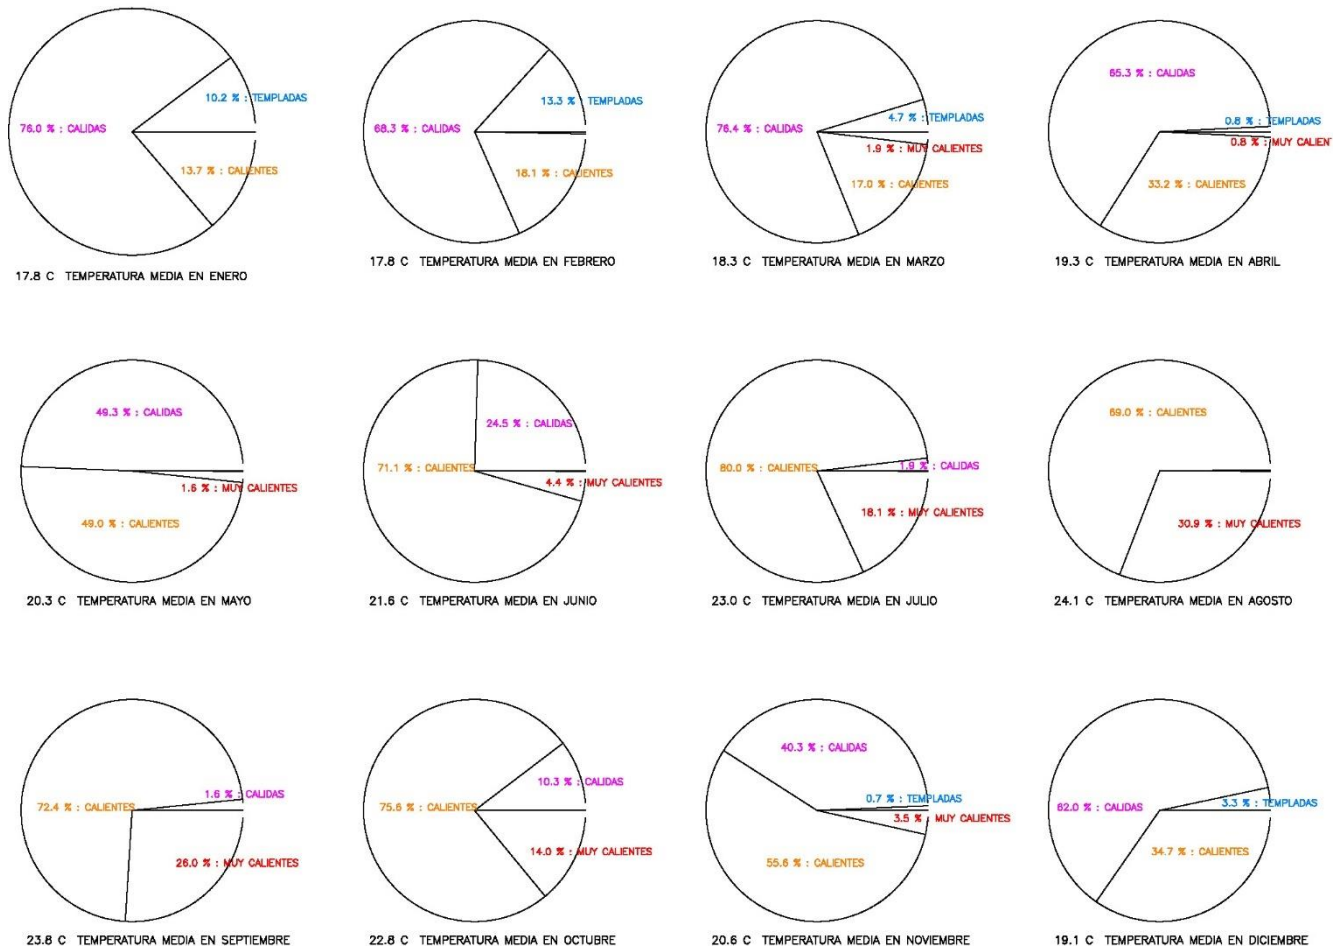 10.2 % : TEMPLADAS
76.0 % : CALIDAS
13.7 % : CALIENTES
17.8 C TEMPERATURA MEDIA EN ENERO
13.3 % : TEMPLADAS
68.3 % : CALIDAS
18.1 % : CALIENTES
17.8 C TEMPERATURA MEDIA EN FEBRERO
4.7 % : TEMPLADAS
76.4 % : CALIDAS
1.9 % : MUY CALIENTES
17.0 % : CALIENTES
18.3 C TEMPERATURA MEDIA EN MARZO
65.3 % : CALIDAS
0.8 % : TEMPLADAS
0.8 % : MUY CALIEN
33.2 % : CALIENTES
19.3 C TEMPERATURA MEDIA EN ABRIL
49.3 % : CALIDAS
1.6 % : MUY CALIENTES
49.0 % : CALIENTES
20.3 C TEMPERATURA MEDIA EN MAYO
24.5 % : CALIDAS
71.1 % : CALIENTES
4.4 % : MUY CALIENTES
21.6 C TEMPERATURA MEDIA EN JUNIO
80.0 % : CALIENTES
1.9 % : CALIDAS
18.1 % : MUY CALIENTES
23.0 C TEMPERATURA MEDIA EN JULIO
69.0 % : CALIENTES
30.9 % : MUY CALIENTES
24.1 C TEMPERATURA MEDIA EN AGOSTO
1.6 % : CALIDAS
72.4 % : CALIENTES
26.0 % : MUY CALIENTES
23.8 C TEMPERATURA MEDIA EN SEPTIEMBRE
10.3 % : CALIDAS
75.6 % : CALIENTES
14.0 % : MUY CALIENTES
22.8 C TEMPERATURA MEDIA EN OCTUBRE
40.3 % : CALIDAS
0.7 % : TEMPLADAS
3.5 % : MUY CALIENTES
55.6 % : CALIENTES
20.6 C TEMPERATURA MEDIA EN NOVIEMBRE
62.0 % : CALIDAS
3.3 % : TEMPLADAS
34.7 % : CALIENTES
19.1 C TEMPERATURA MEDIA EN DICIEMBRE